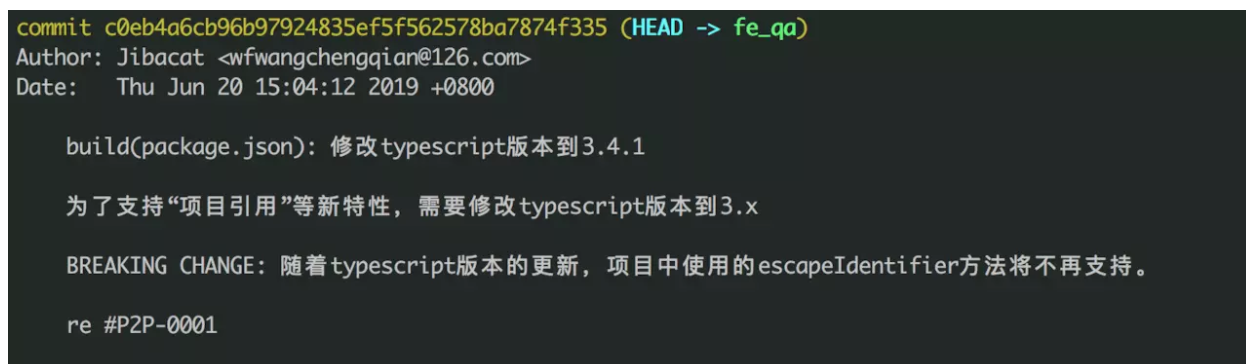 commit c0eb4a6cb96b97924835ef5f562578ba7874f335 (HEAD -> fe_qa)
Author: Jibacat <wfwangchengqian@126.com>
Date:   Thu Jun 20 15:04:12 2019 +0800
build(package.json): 修改typescript版本到3.4.1
为了支持“项目引用”等新特性，需要修改typescript版本到3.x
BREAKING CHANGE: 随着typescript版本的更新，项目中使用的escapeIdentifier方法将不再支持。
re #P2P-0001